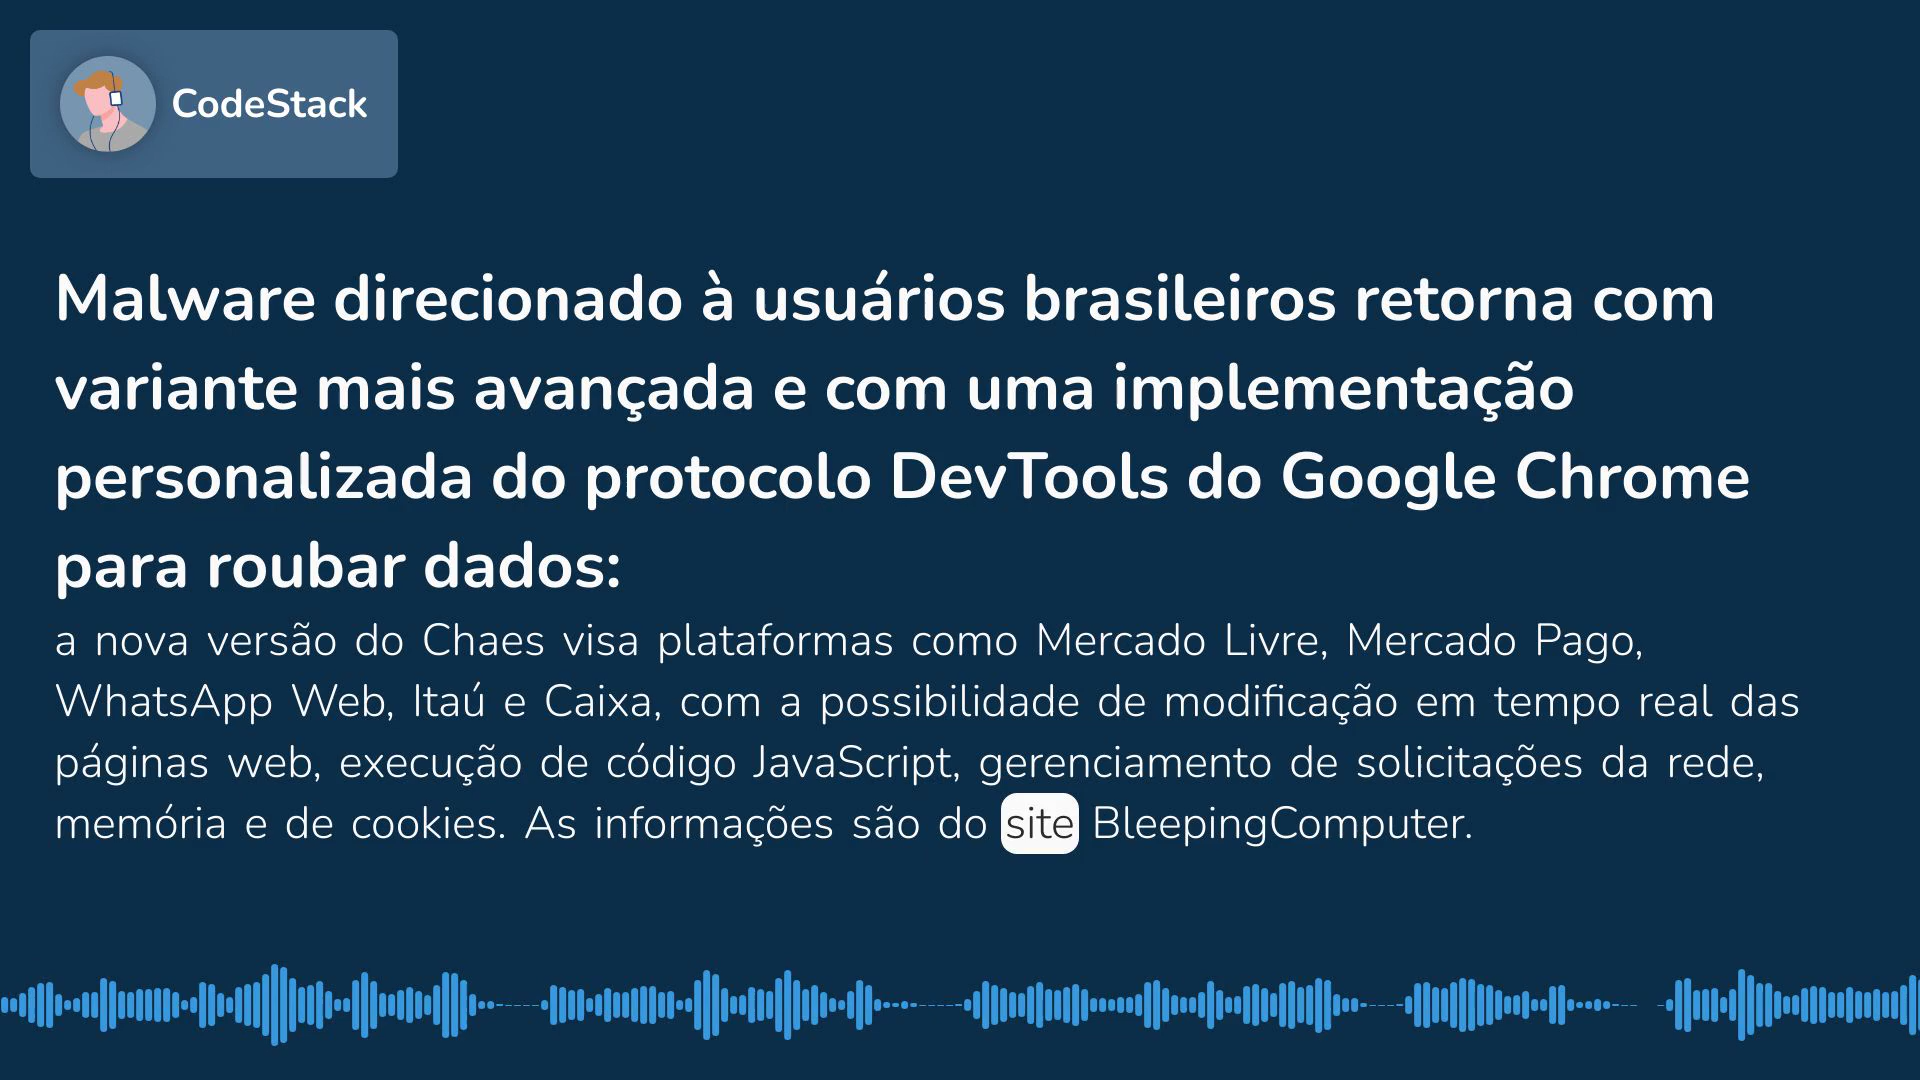 CodeStack
Malware direcionado à usuários brasileiros retorna com
variante mais avançada e com uma implementação
personalizada do protocolo DevTools do Google Chrome
para roubar dados:
a nova versão do Chaes visa plataformas como Mercado Livre, Mercado Pago,
WhatsApp Web, Itaú e Caixa, com a possibilidade de modificação em tempo real das
páginas web, execução de código JavaScript, gerenciamento de solicitações da rede,
memória e de cookies. As informações são do site BleepingComputer.